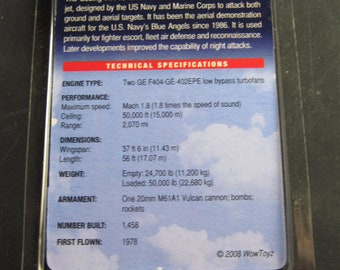 jet, designed by the US Navy and Marine Corps to attack both
ground and aerial targets. It has been the aerial demonstration
aircraft for the U.S. Navy's Blue Angels since 1986. It is used
primarily for fighter escort, fleet air defense and reconnaissance.
Later developments improved the capability of night attacks.
TECHNICAL SPECIFICATIONS
ENGINE TYPE: Two GE F404-GE-402EPE low bypass turbofans
PERFORMANCE:
Maximum speed: Mach 1.8 (1.8 times the speed of sound)
Ceiling: 50,000 ft (15,000 m)
Range: 2,070 mi
DIMENSIONS:
Wingspan: 37 ft 6 in (11.43 m)
Length: 56 ft (17.07 m)
WEIGHT: Empty: 24,700 lb (11,200 kg)
Loaded: 50,000 lb (22,680 kg)
ARMAMENT: One 20mm M61A1 Vulcan cannon; bombs;
rockets
NUMBER BUILT: 1,458
FIRST FLOWN: 1978
© 2008 WowToyz